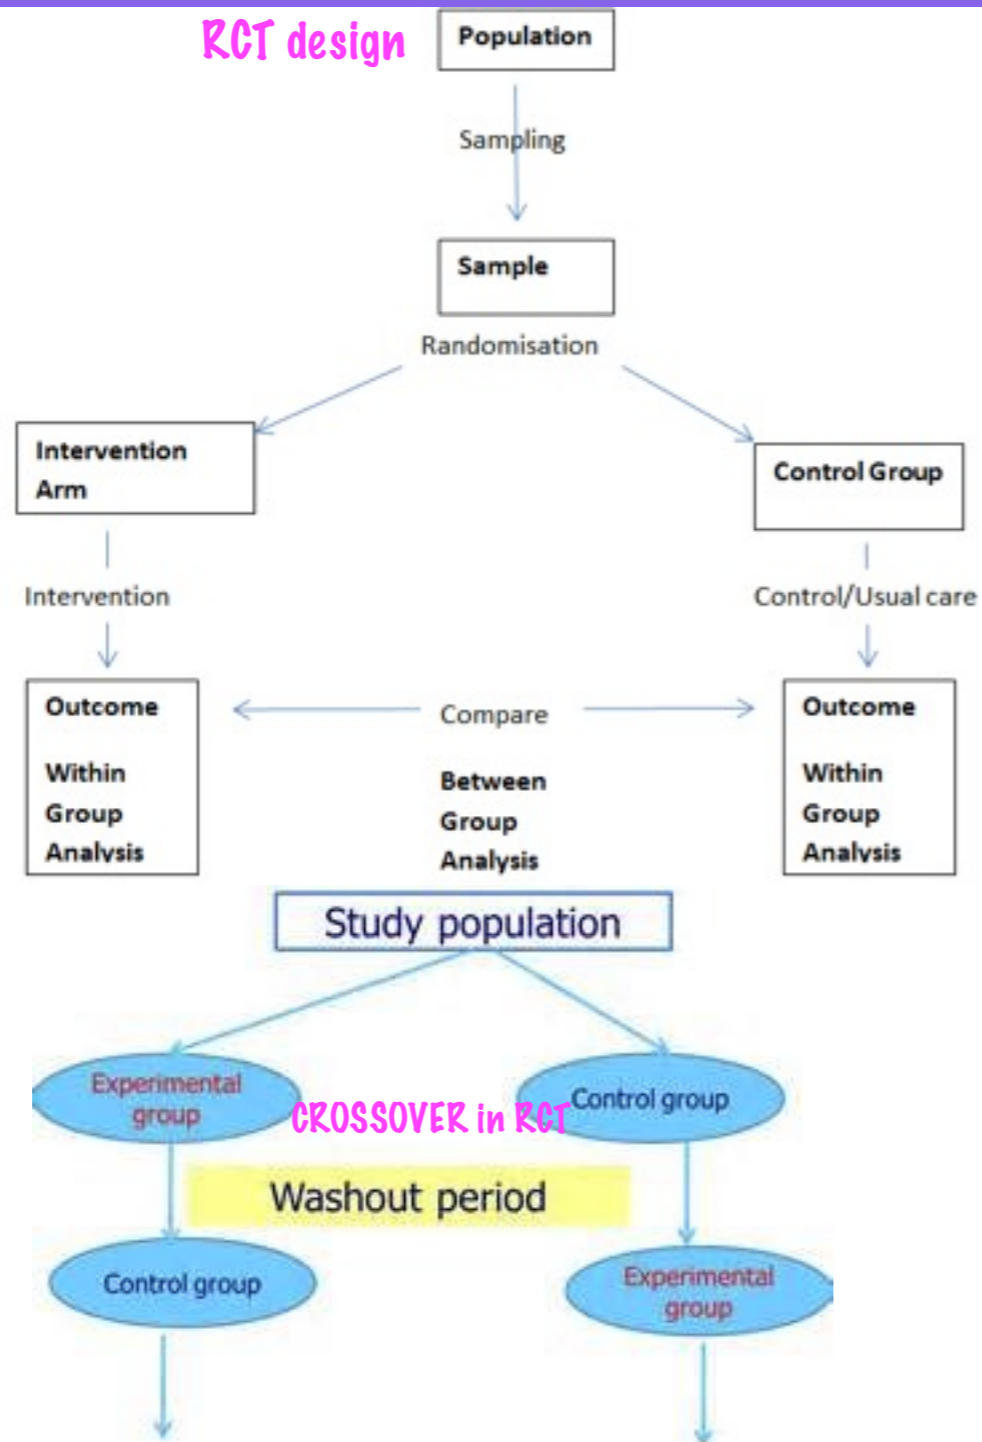 RCT design
Population
Sampling
Sample
Randomisation
Intervention
Arm
Control Group
Intervention
Control/Usual care
Outcome
Within
Group
Analysis
Compare
Between
Group
Analysis
Outcome
Within
Group
Analysis
Study population
Experimental
group
CROSSOVER in RCT
Control group
Washout period
Control group
Experimental
group